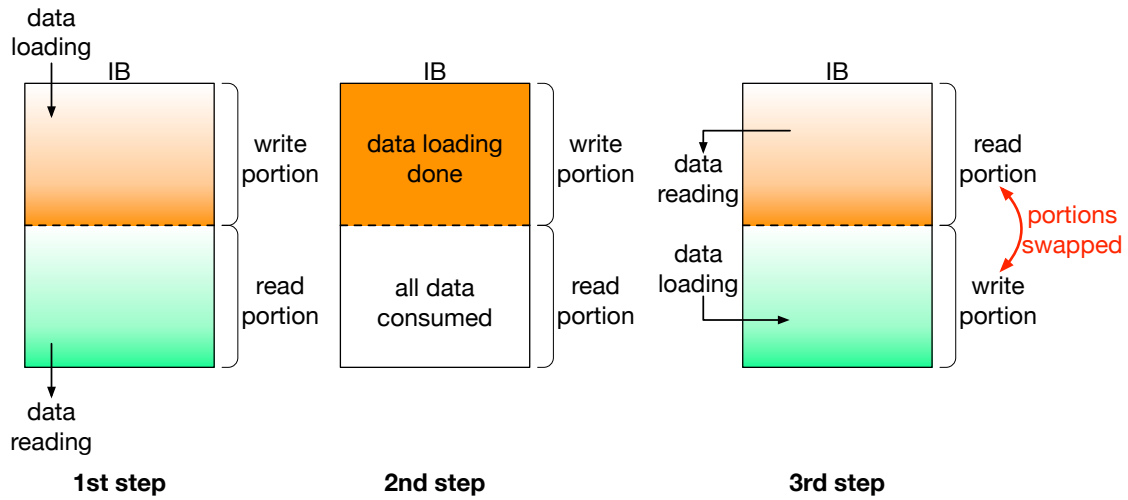 data
loading
IB
write
portion
read
portion
data
reading
1st step
IB
data loading
done
write
portion
all data
consumed
read
portion
2nd step
IB
data
reading
read
portion
portions
swapped
data
loading
write
portion
3rd step